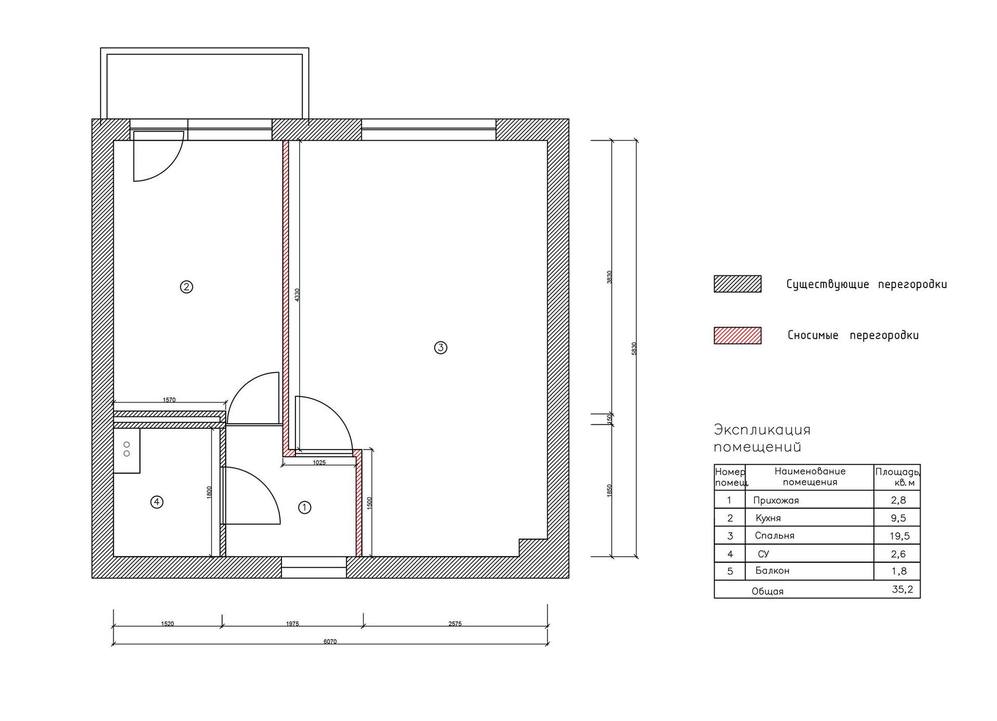 2
4330
3830
5830
3
1570
150
1025
1800
4
1
1500
1850
1520
1975
2575
6070
Существующие перегородки
Сносимые перегородки
Экспликация
помещений
Номер помещ. Наименование помещения Площадь, кв.м
1 Прихожая 2,8
2 Кухня 9,5
3 Спальня 19,5
4 СУ 2,6
5 Балкон 1,8
Общая 35,2